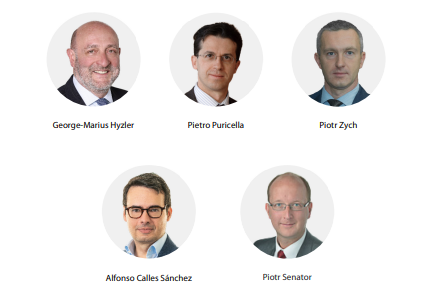 George-Marius Hyzler
Pietro Puricella
Piotr Zych
Alfonso Calles Sánchez
Piotr Senator